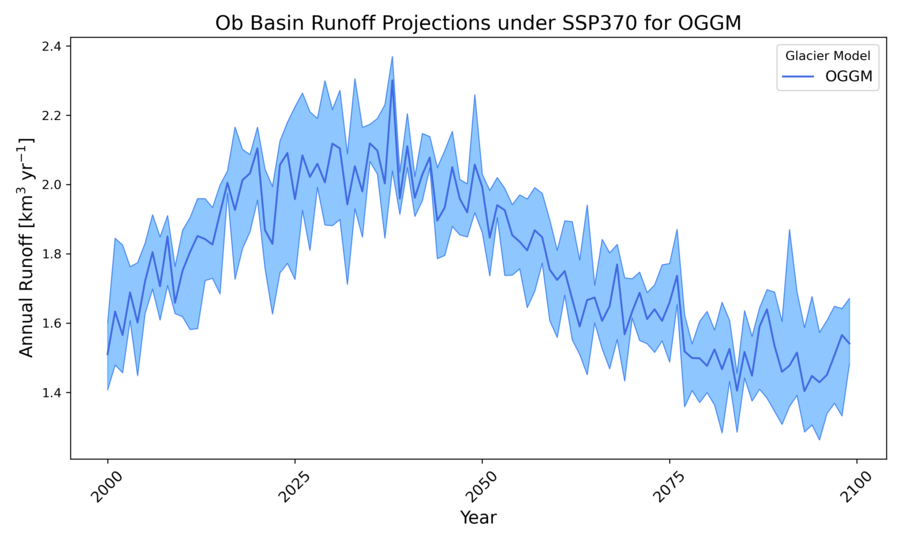 Ob Basin Runoff Projections under SSP370 for OGGM
Glacier Model
OGGM
Annual Runoff [km³ yr⁻¹]
2.4
2.2
2.0
1.8
1.6
1.4
2000
2025
2050
2075
2100
Year